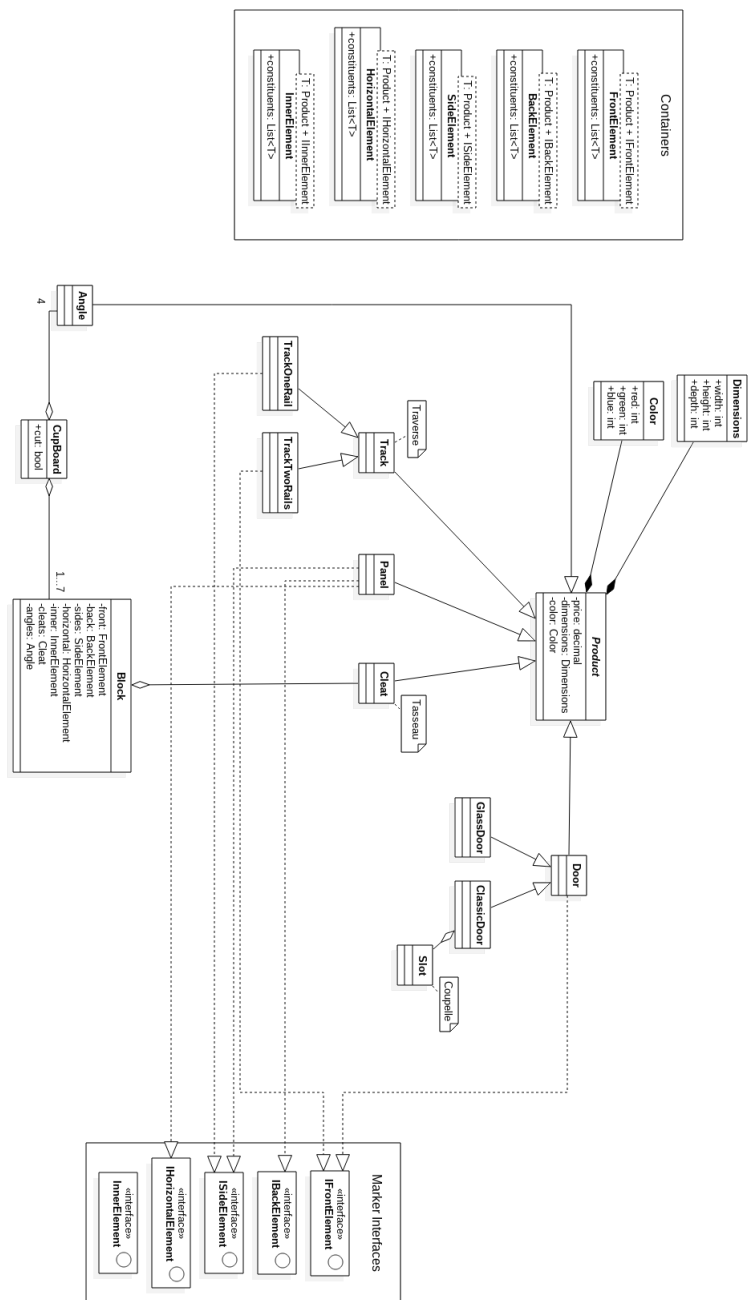 Containers
T: Product + IFrontElement
FrontElement
+constituents: List<T>
T: Product + IBackElement
BackElement
+constituents: List<T>
T: Product + ISideElement
SideElement
+constituents: List<T>
T: Product + IHorizontalElement
HorizontalElement
+constituents: List<T>
T: Product + IInnerElement
InnerElement
+constituents: List<T>
Dimensions
+width: int
+height: int
+depth: int
Color
+red: int
+green: int
+blue: int
Product
-price: decimal
-dimensions: Dimensions
-color: Color
Door
GlassDoor
ClassicDoor
Slot
Coupelle
Traverse
Track
TrackOneRail
TrackTwoRails
Panel
Cleat
Tasseau
Angle
4
CupBoard
+cut: bool
1...7
Block
-front: FrontElement
-back: BackElement
-sides: SideElement
-horizontal: HorizontalElement
-inner: InnerElement
-cleats: Cleat
-angles: Angle
Marker Interfaces
«interface»
IFrontElement
«interface»
IBackElement
«interface»
ISideElement
«interface»
IHorizontalElement
«interface»
InnerElement